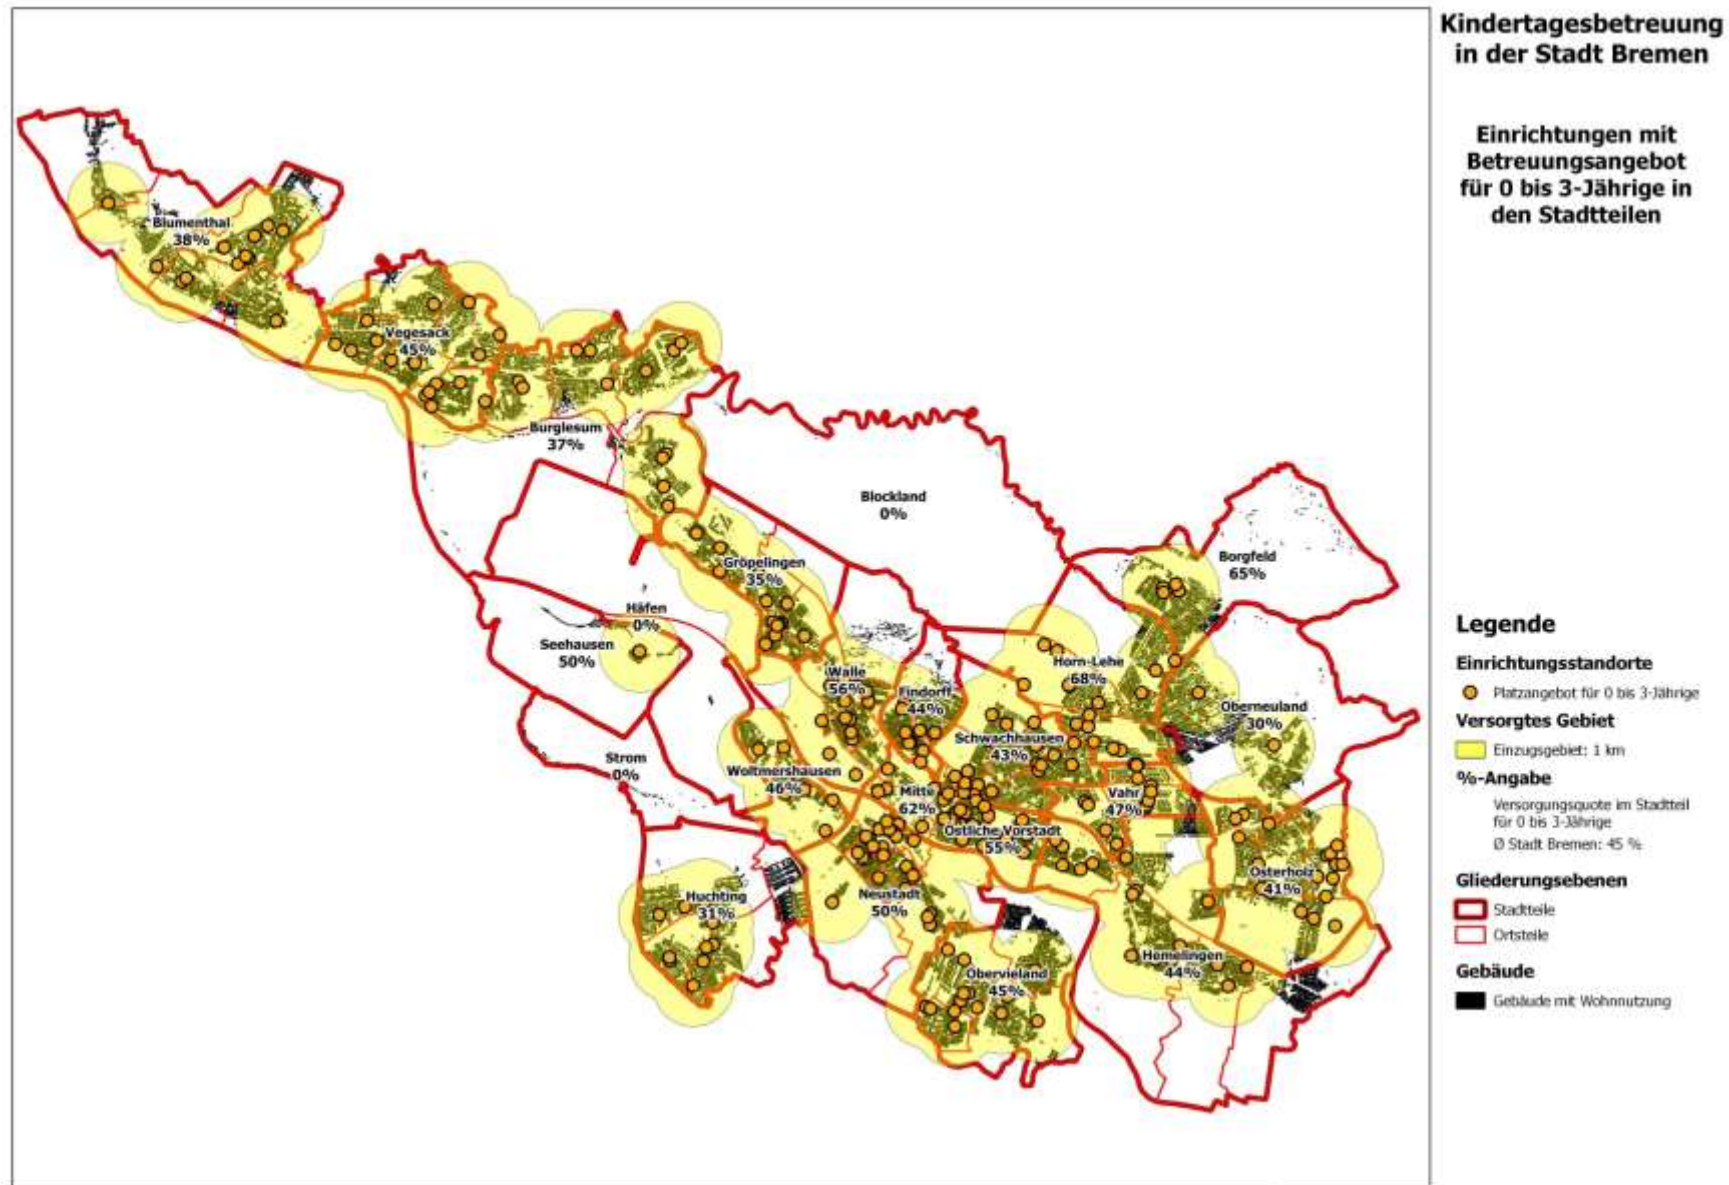 Kindertagesbetreuung
in der Stadt Bremen
Einrichtungen mit
Betreuungsangebot
für 0 bis 3-Jährige in
den Stadtteilen
Blumenthal
38%
Vegesack
45%
Burglesum
37%
Blockland
0%
Borgfeld
65%
Gröpelingen
35%
Häfen
0%
Seehausen
50%
Walle
56%
Findorff
44%
Horn-Lehe
68%
Oberneuland
30%
Schwachhausen
43%
Strom
0%
Woltmershausen
46%
Mitte
62%
Vahr
47%
Östliche Vorstadt
55%
Osterholz
41%
Huchting
31%
Neustadt
50%
Hemelingen
44%
Obervieland
45%
Legende
Einrichtungsstandorte
Platzangebot für 0 bis 3-Jährige
Versorgtes Gebiet
Einzugsgebiet: 1 km
%-Angabe
Versorgungsquote im Stadtteil
für 0 bis 3-Jährige
Ø Stadt Bremen: 45 %
Gliederungsebenen
Stadtteile
Ortsteile
Gebäude
Gebäude mit Wohnnutzung